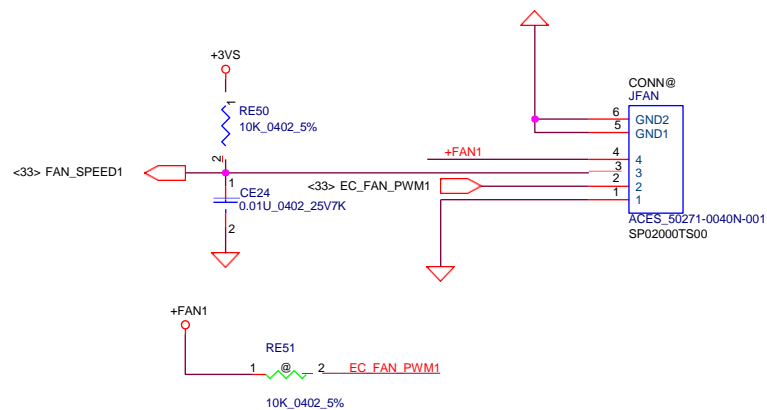 +3VS
1
RE50
10K_0402_5%
2
<33> FAN_SPEED1
1
CE24
0.01U_0402_25V7K
2
CONN@
JFAN
6 GND2
5 GND1
+FAN1
4 4
3 3
<33> EC_FAN_PWM1
2 2
1 1
ACES_50271-0040N-001
SP02000TS00
+FAN1
RE51
1 @ 2 EC_FAN_PWM1
10K_0402_5%